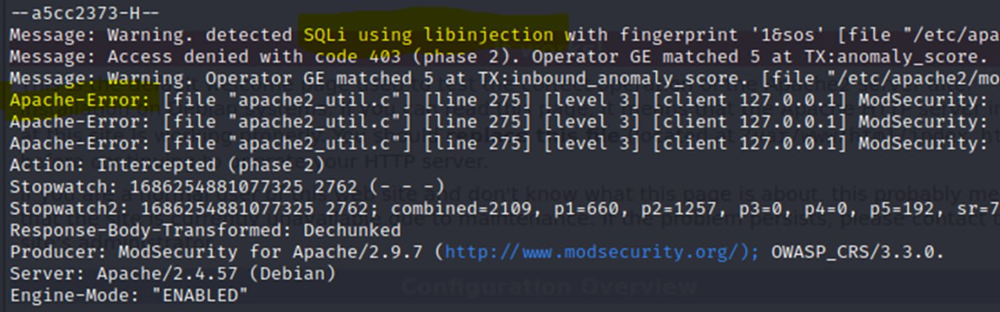 --a5cc2373-H--
Message: Warning. detected SQLi using libinjection with fingerprint '1&sos' [file "/etc/apa
Message: Access denied with code 403 (phase 2). Operator GE matched 5 at TX:anomaly_score.
Message: Warning. Operator GE matched 5 at TX:inbound_anomaly_score. [file "/etc/apache2/mo
Apache-Error: [file "apache2_util.c"] [line 275] [level 3] [client 127.0.0.1] ModSecurity:
Apache-Error: [file "apache2_util.c"] [line 275] [level 3] [client 127.0.0.1] ModSecurity:
Apache-Error: [file "apache2_util.c"] [line 275] [level 3] [client 127.0.0.1] ModSecurity:
Action: Intercepted (phase 2)
Stopwatch: 1686254881077325 2762 (- - -)
Stopwatch2: 1686254881077325 2762; combined=2109, p1=660, p2=1257, p3=0, p4=0, p5=192, sr=7
Response-Body-Transformed: Dechunked
Producer: ModSecurity for Apache/2.9.7 (http://www.modsecurity.org/); OWASP_CRS/3.3.0.
Server: Apache/2.4.57 (Debian)
Configuration Overview
Engine-Mode: "ENABLED"